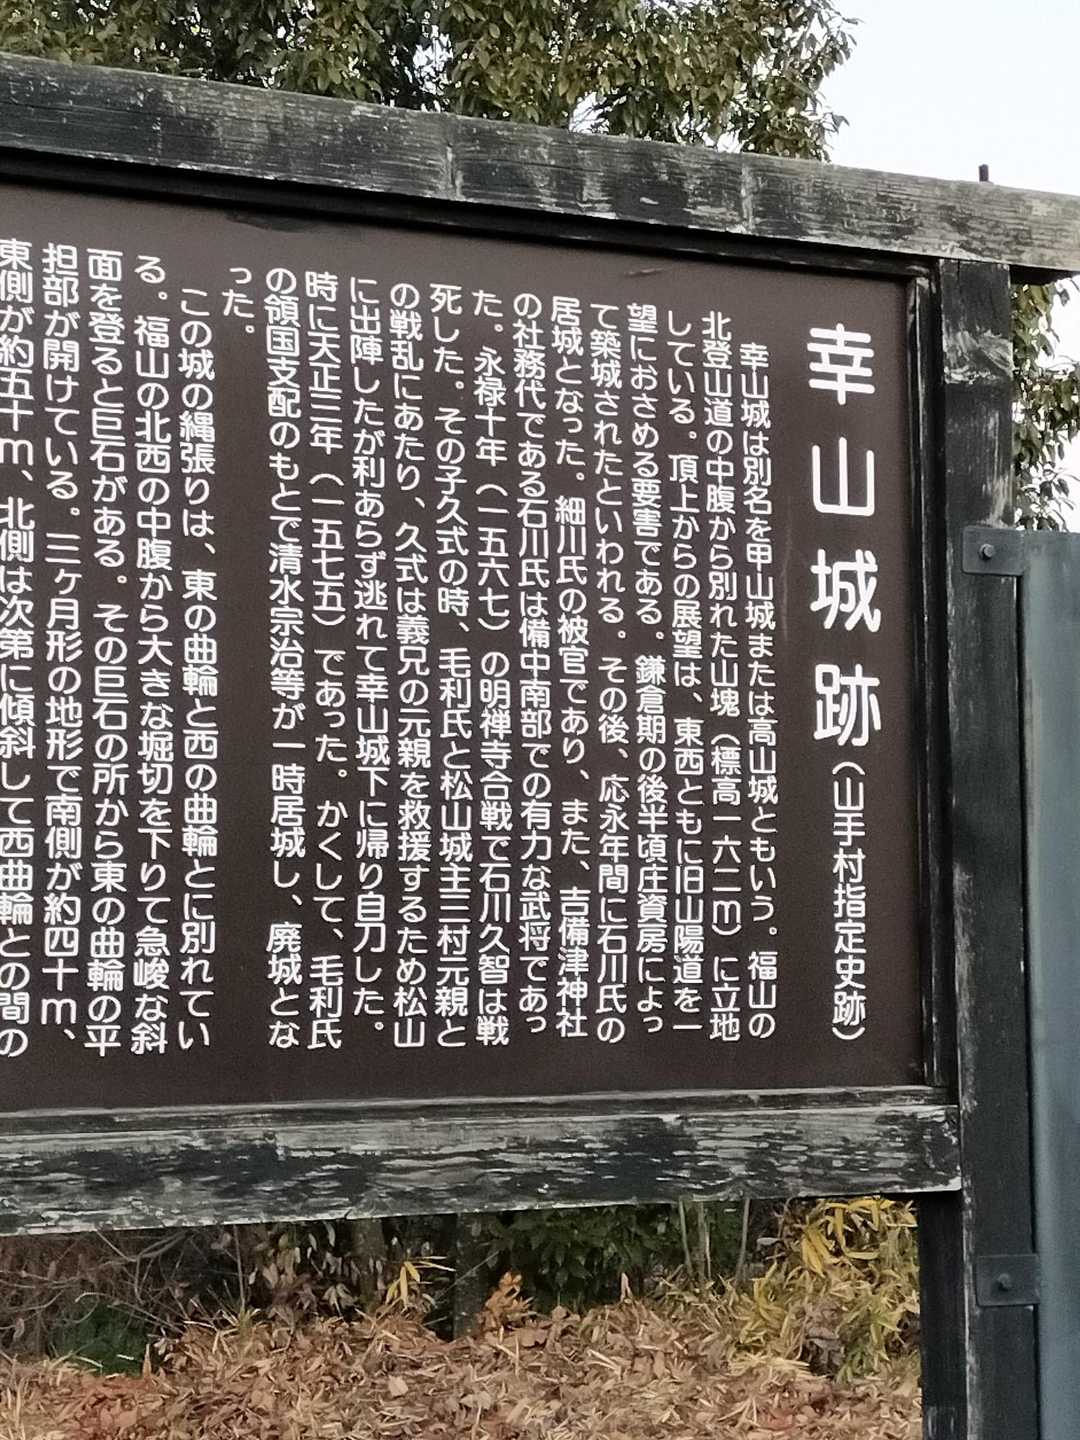 幸山城跡(山手村指定史跡)
幸山城は別名を甲山城または高山城ともいう。福山の
北登山道の中腹から別れた山塊(標高一六二m)に立地
している。頂上からの展望は、東西ともに旧山陽道を一
望におさめる要害である。鎌倉期の後半頃庄資房によっ
て築城されたといわれる。その後、応永年間に石川氏の
居城となった。細川氏の被官であり、また、吉備津神社
の社務代である石川氏は備中南部での有力な武将であっ
た。永禄十年(一五六七)の明禅寺合戦で石川久智は戦
死した。その子久式の時、毛利氏と松山城主三村元親と
の戦乱にあたり、久式は義兄の元親を救援するため松山
に出陣したが利あらず逃れて幸山城下に帰り自刀した。
時に天正三年(一五七五)であった。かくして、毛利氏
の領国支配のもとで清水宗治等が一時居城し、廃城とな
った。
この城の縄張りは、東の曲輪と西の曲輪とに別れてい
る。福山の北西の中腹から大きな堀切を下りて急峻な斜
面を登ると巨石がある。その巨石の所から東の曲輪の平
担部が開けている。三ヶ月形の地形で南側が約四十m、
東側が約五十m、北側は次第に傾斜して西曲輪との間の